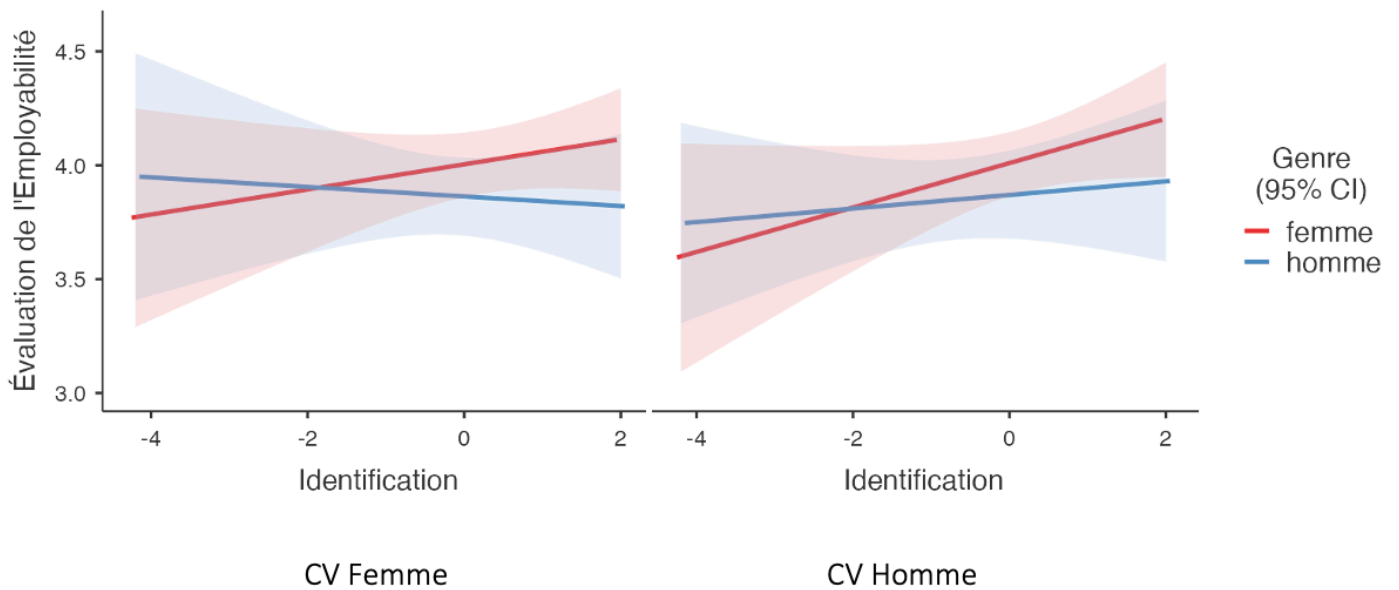 Évaluation de l'Employabilité
4.5
4.0
3.5
3.0
-4
-2
0
2
Identification
CV Femme
-4
-2
0
2
Identification
CV Homme
Genre
(95% CI)
femme
homme